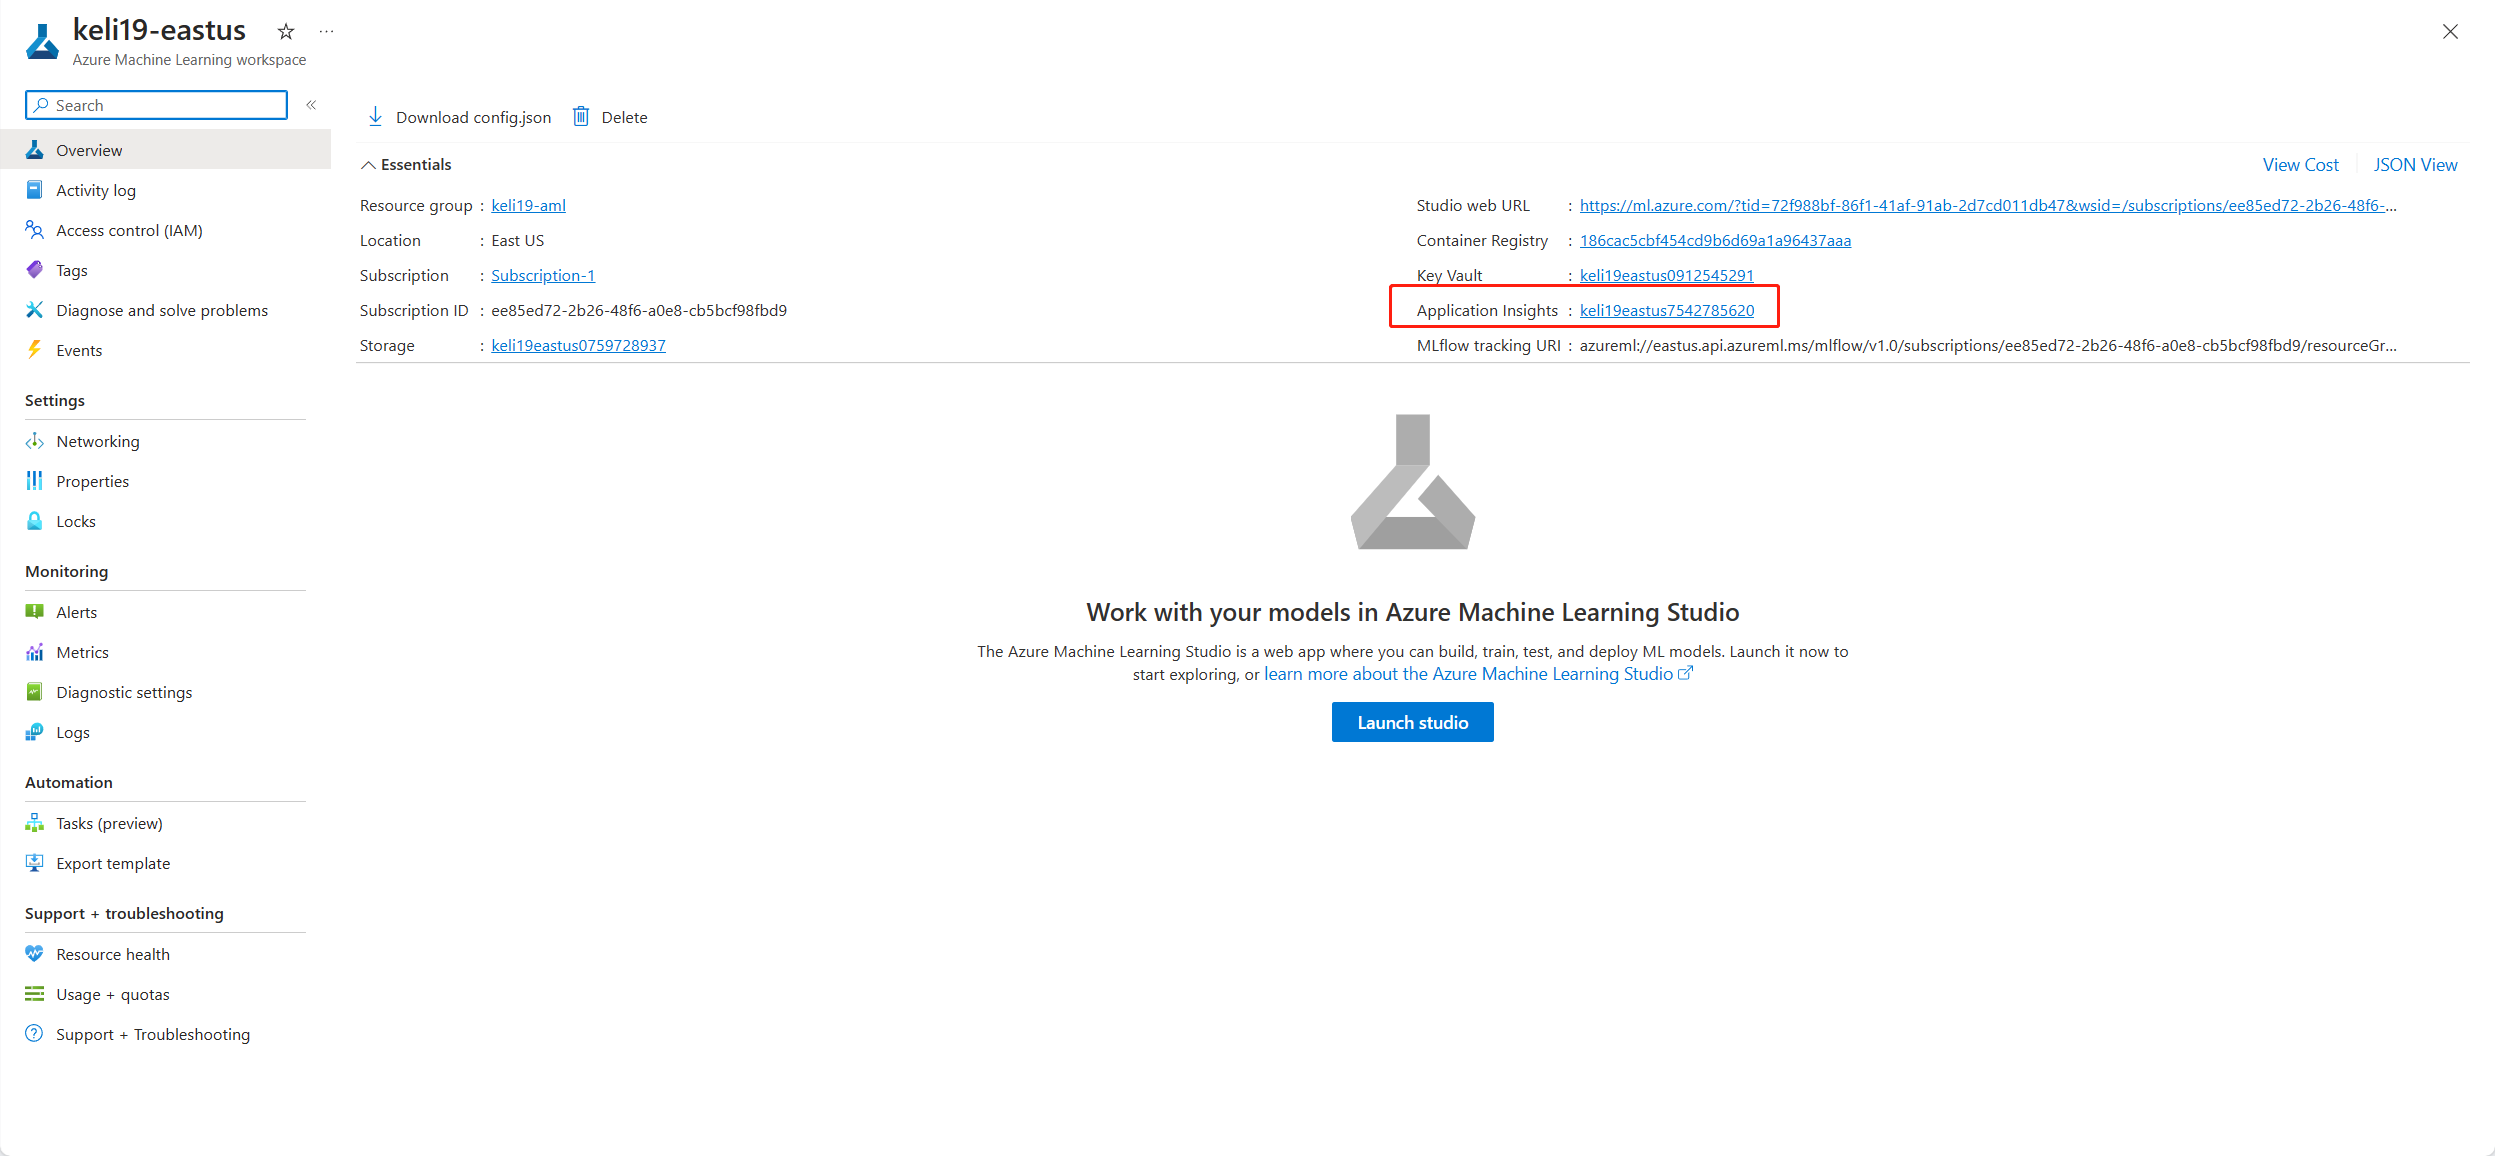 keli19-eastus
...
Azure Machine Learning workspace
Search
«
Download config.json
Delete
Overview
Activity log
Access control (IAM)
Tags
Diagnose and solve problems
Events
Settings
Networking
Properties
Locks
Monitoring
Alerts
Metrics
Diagnostic settings
Logs
Automation
Tasks (preview)
Export template
Support + troubleshooting
Resource health
Usage + quotas
Support + Troubleshooting
Essentials
View Cost
JSON View
Resource group : keli19-aml
Location : East US
Subscription : Subscription-1
Subscription ID : ee85ed72-2b26-48f6-a0e8-cb5bcf98fbd9
Storage : keli19eastus0759728937
Studio web URL : https://ml.azure.com/?tid=72f988bf-86f1-41af-91ab-2d7cd011db47&wsid=/subscriptions/ee85ed72-2b26-48f6-...
Container Registry : 186cac5cbf454cd9b6d69a1a96437aaa
Key Vault : keli19eastus0912545291
Application Insights : keli19eastus7542785620
MLflow tracking URI : azureml://eastus.api.azureml.ms/mlflow/v1.0/subscriptions/ee85ed72-2b26-48f6-a0e8-cb5bcf98fbd9/resourceGr...
Work with your models in Azure Machine Learning Studio
The Azure Machine Learning Studio is a web app where you can build, train, test, and deploy ML models. Launch it now to
start exploring, or learn more about the Azure Machine Learning Studio
Launch studio